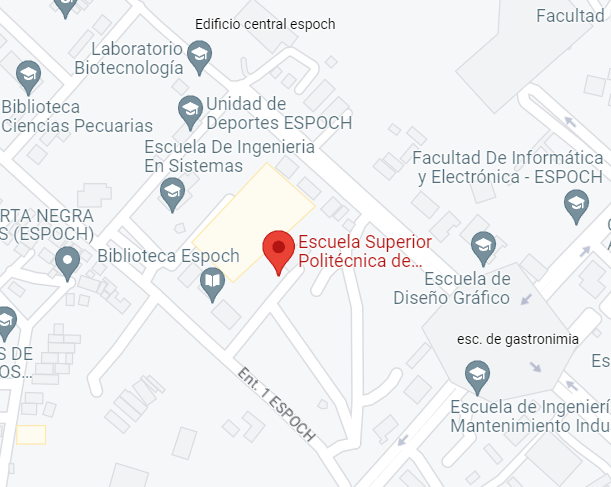 Edificio central espoch
Facultad
Laboratorio
Biotecnología
Biblioteca
Ciencias Pecuarias
Unidad de
Deportes ESPOCH
Escuela De Ingenieria
En Sistemas
Facultad De Informática
y Electrónica - ESPOCH
RTA NEGRA
S (ESPOCH)
Biblioteca Espoch
Escuela Superior
Politécnica de...
Escuela de
Diseño Gráfico
esc. de gastronimia
S DE
OS...
Es
Ent. 1 ESPOCH
Escuela de Ingenierí
Mantenimiento Indu